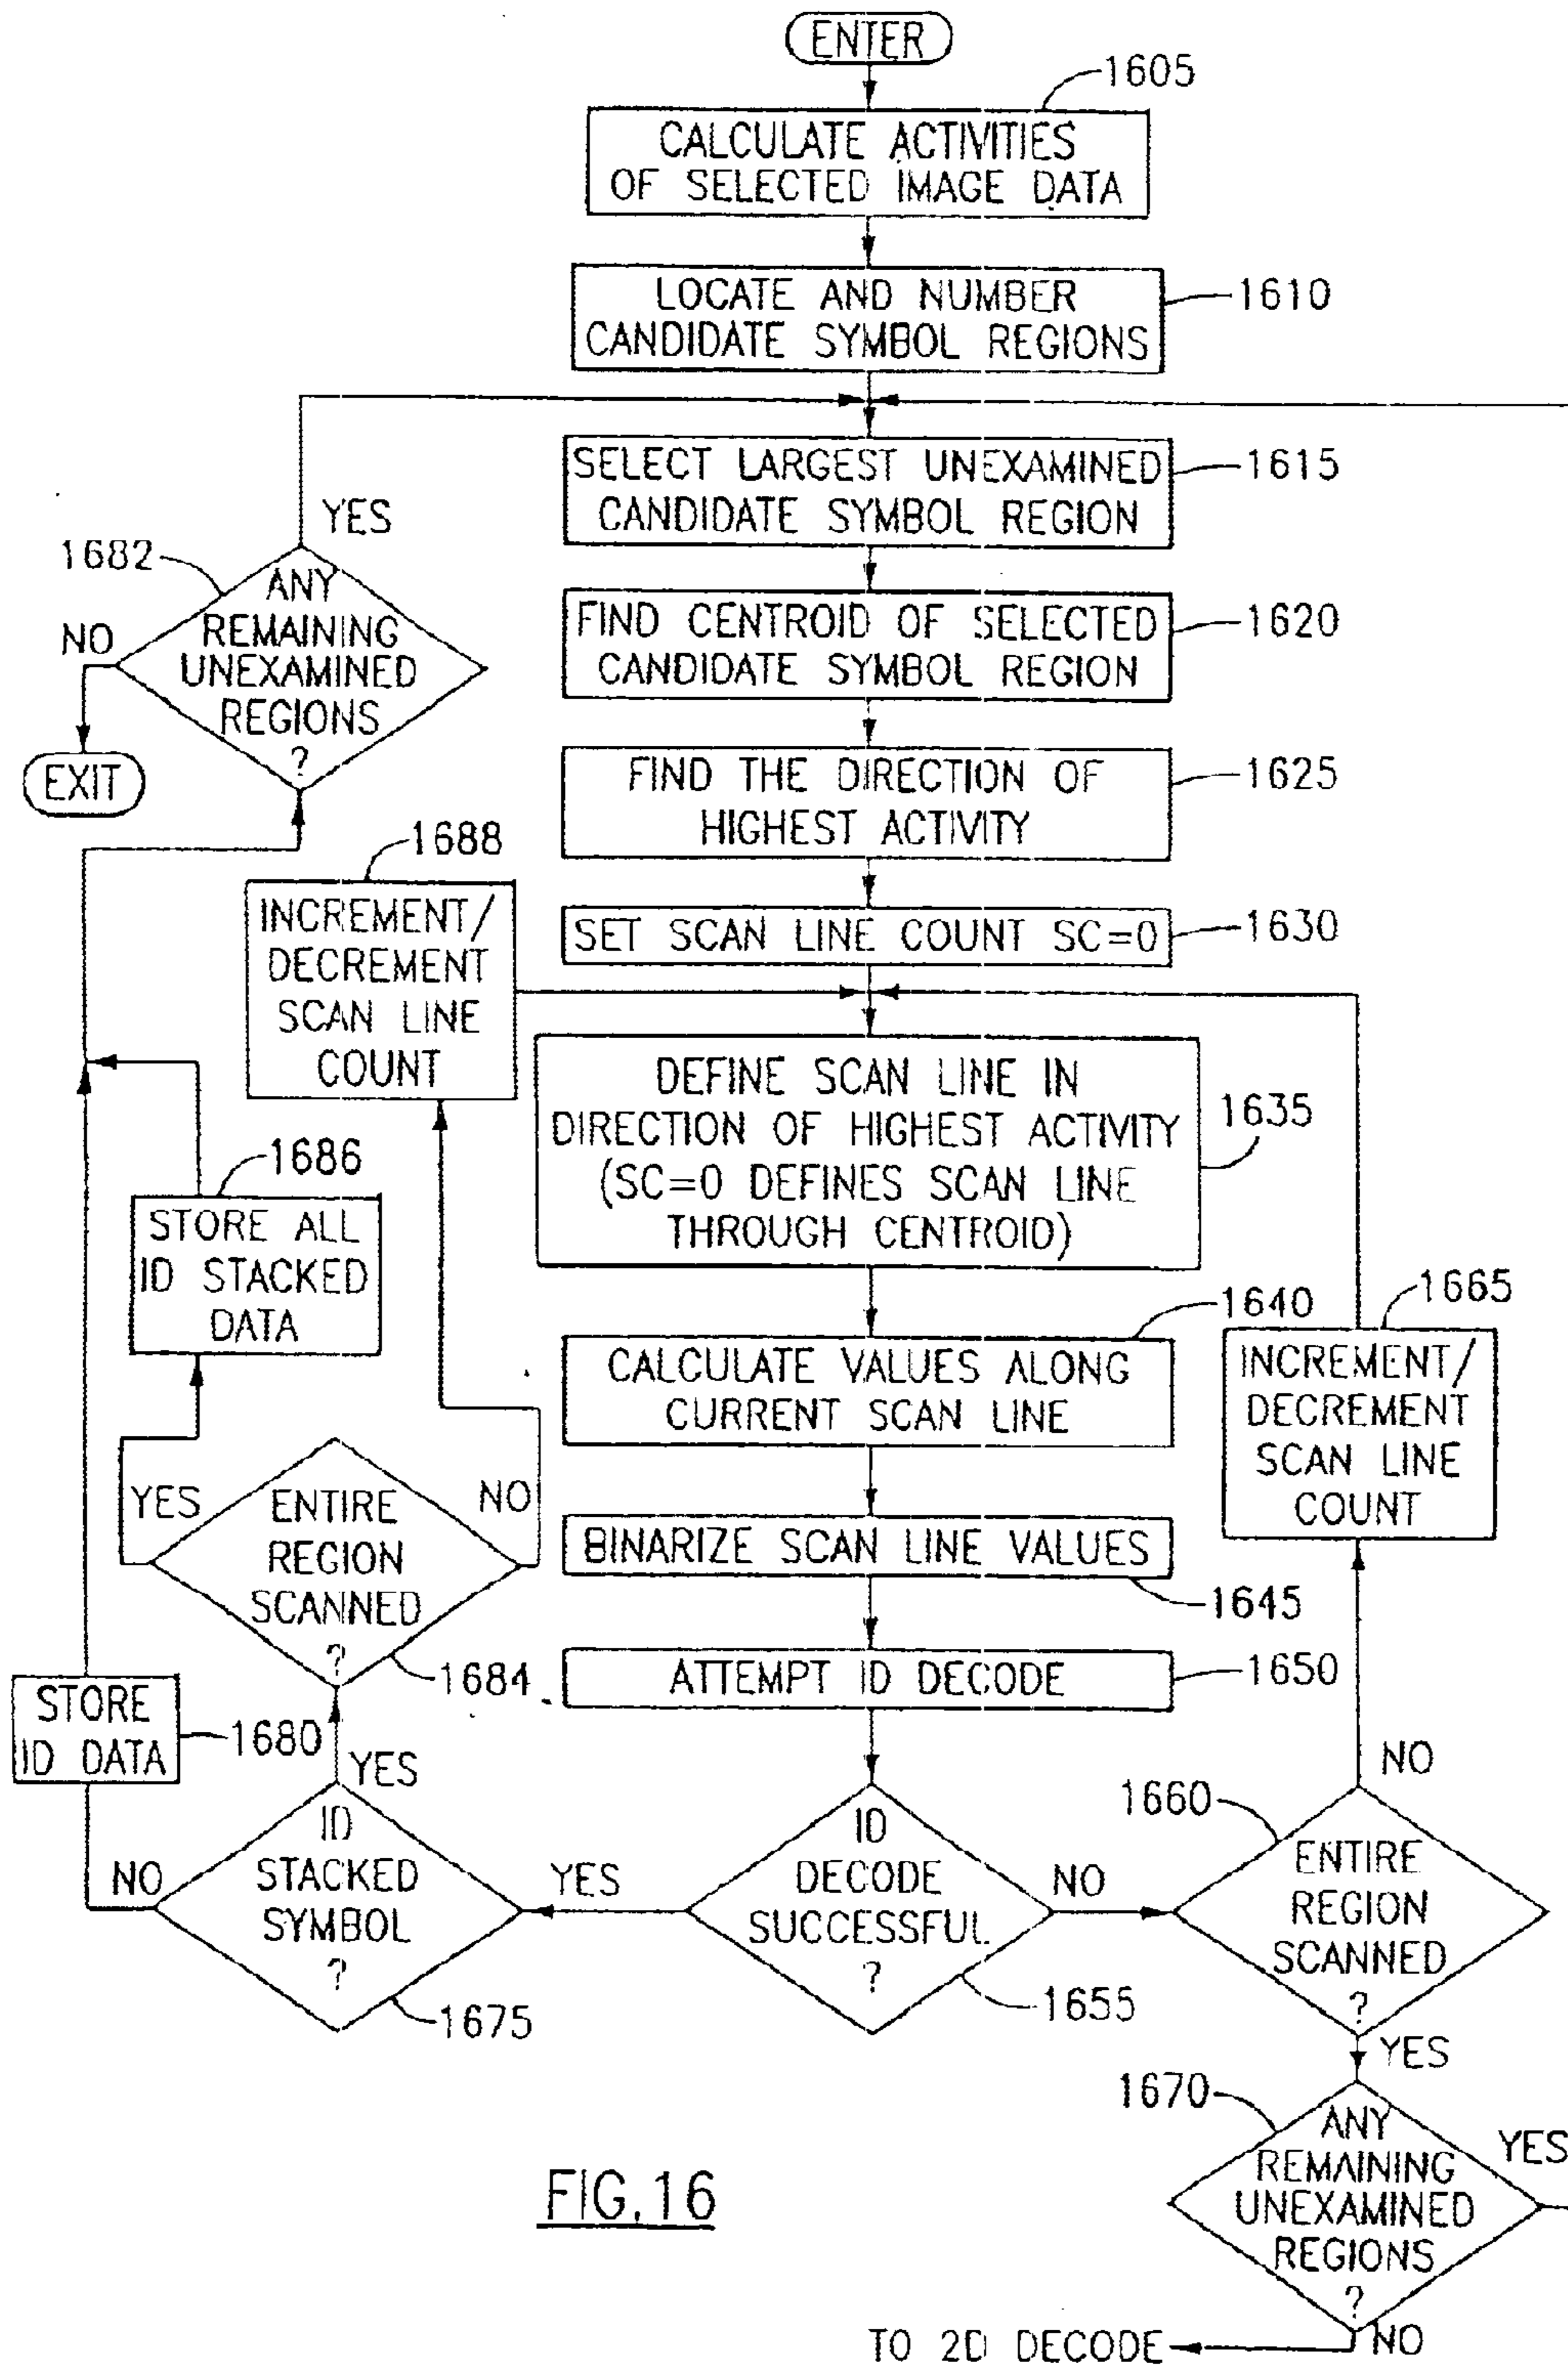 ENTER
1605
CALCULATE ACTIVITIES
OF SELECTED IMAGE DATA
LOCATE AND NUMBER
CANDIDATE SYMBOL REGIONS
1610
SELECT LARGEST UNEXAMINED
CANDIDATE SYMBOL REGION
1615
YES
1682
ANY
REMAINING
UNEXAMINED
REGIONS
?
NO
EXIT
FIND CENTROID OF SELECTED
CANDIDATE SYMBOL REGION
1620
FIND THE DIRECTION OF
HIGHEST ACTIVITY
1625
1688
INCREMENT/
DECREMENT
SCAN LINE
COUNT
SET SCAN LINE COUNT SC=0
1630
DEFINE SCAN LINE IN
DIRECTION OF HIGHEST ACTIVITY
(SC=0 DEFINES SCAN LINE
THROUGH CENTROID)
1635
1686
STORE ALL
ID STACKED
DATA
1640
CALCULATE VALUES ALONG
CURRENT SCAN LINE
1665
INCREMENT/
DECREMENT
SCAN LINE
COUNT
YES
ENTIRE
REGION
SCANNED
?
NO
1684
BINARIZE SCAN LINE VALUES
1645
ATTEMPT ID DECODE
1650
STORE
ID DATA
1680
YES
NO
ID
STACKED
SYMBOL
?
1675
YES
ID
DECODE
SUCCESSFUL
?
1655
NO
1660
NO
ENTIRE
REGION
SCANNED
?
YES
1670
ANY
REMAINING
UNEXAMINED
REGIONS
?
YES
NO
TO 2D DECODE
FIG.16